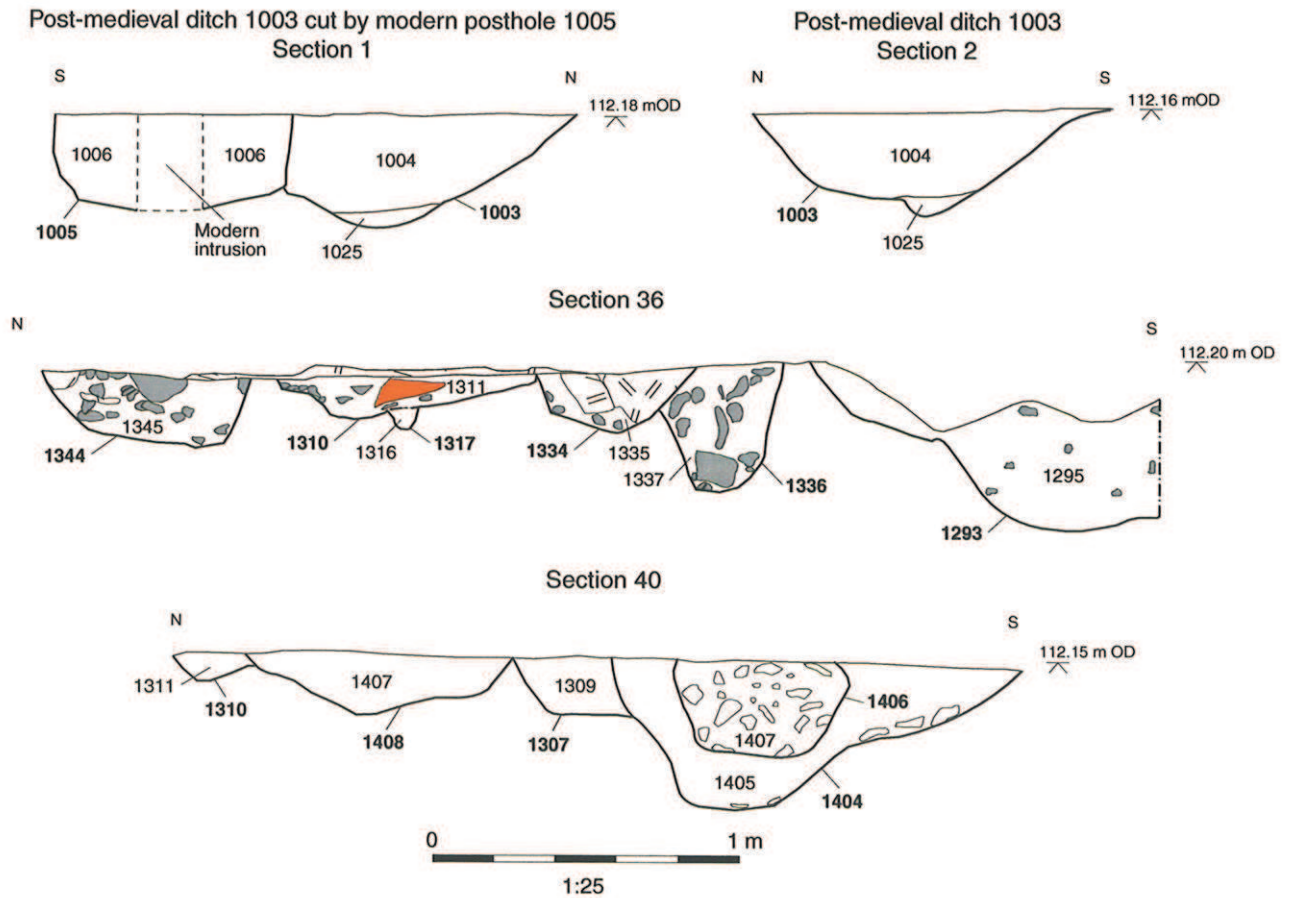 Post-medieval ditch 1003 cut by modern posthole 1005
Section 1
S
N
112.18 mOD
1006
1006
1004
1005
Modern
intrusion
1025
1003
Post-medieval ditch 1003
Section 2
N
S
112.16 mOD
1004
1003
1025
Section 36
N
S
112.20 m OD
1311
1345
1344
1310
1316
1317
1334
1335
1337
1336
1295
1293
Section 40
N
S
112.15 m OD
1311
1310
1407
1408
1309
1307
1406
1407
1405
1404
0
1 m
1:25